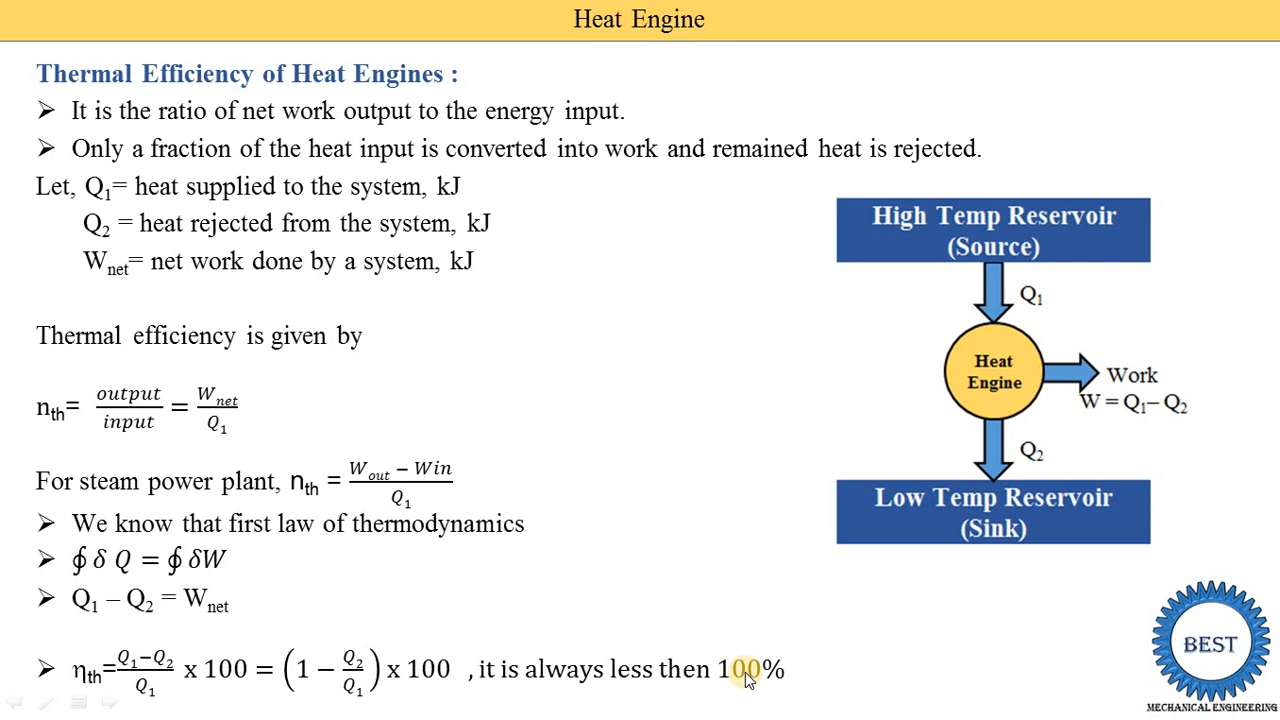 Heat Engine
Thermal Efficiency of Heat Engines :
➢ It is the ratio of net work output to the energy input.
➢ Only a fraction of the heat input is converted into work and remained heat is rejected.
Let, Q₁= heat supplied to the system, kJ
Q₂ = heat rejected from the system, kJ
Wnet= net work done by a system, kJ
Thermal efficiency is given by
nth= output/input = Wnet/Q₁
For steam power plant, nth = (Wout − Win)/Q₁
➢ We know that first law of thermodynamics
➢ ∮ δ Q = ∮ δW
➢ Q₁ – Q₂ = Wnet
➢ ηth=(Q₁−Q₂)/Q₁ x 100 = (1 − Q₂/Q₁) x 100 , it is always less then 100%
High Temp Reservoir
(Source)
Q₁
Heat
Engine
Work
W = Q₁– Q₂
Q₂
Low Temp Reservoir
(Sink)
BEST
MECHANICAL ENGINEERING